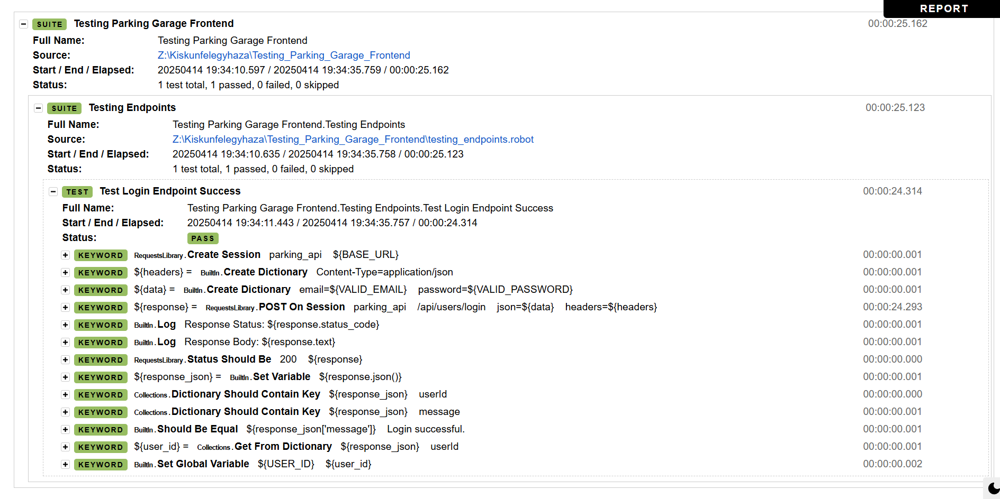 REPORT
SUITE Testing Parking Garage Frontend 00:00:25.162
Full Name: Testing Parking Garage Frontend
Source: Z:\Kiskunfelegyhaza\Testing_Parking_Garage_Frontend
Start / End / Elapsed: 20250414 19:34:10.597 / 20250414 19:34:35.759 / 00:00:25.162
Status: 1 test total, 1 passed, 0 failed, 0 skipped
SUITE Testing Endpoints 00:00:25.123
Full Name: Testing Parking Garage Frontend.Testing Endpoints
Source: Z:\Kiskunfelegyhaza\Testing_Parking_Garage_Frontend\testing_endpoints.robot
Start / End / Elapsed: 20250414 19:34:10.635 / 20250414 19:34:35.758 / 00:00:25.123
Status: 1 test total, 1 passed, 0 failed, 0 skipped
TEST Test Login Endpoint Success 00:00:24.314
Full Name: Testing Parking Garage Frontend.Testing Endpoints.Test Login Endpoint Success
Start / End / Elapsed: 20250414 19:34:11.443 / 20250414 19:34:35.757 / 00:00:24.314
Status: PASS
KEYWORD RequestsLibrary.Create Session parking_api ${BASE_URL} 00:00:00.001
KEYWORD ${headers} = BuiltIn.Create Dictionary Content-Type=application/json 00:00:00.001
KEYWORD ${data} = BuiltIn.Create Dictionary email=${VALID_EMAIL} password=${VALID_PASSWORD} 00:00:00.001
KEYWORD ${response} = RequestsLibrary.POST On Session parking_api /api/users/login json=${data} headers=${headers} 00:00:24.293
KEYWORD BuiltIn.Log Response Status: ${response.status_code} 00:00:00.001
KEYWORD BuiltIn.Log Response Body: ${response.text} 00:00:00.001
KEYWORD RequestsLibrary.Status Should Be 200 ${response} 00:00:00.000
KEYWORD ${response_json} = BuiltIn.Set Variable ${response.json()} 00:00:00.001
KEYWORD Collections.Dictionary Should Contain Key ${response_json} userId 00:00:00.000
KEYWORD Collections.Dictionary Should Contain Key ${response_json} message 00:00:00.001
KEYWORD BuiltIn.Should Be Equal ${response_json['message']} Login successful. 00:00:00.001
KEYWORD ${user_id} = Collections.Get From Dictionary ${response_json} userId 00:00:00.001
KEYWORD BuiltIn.Set Global Variable ${USER_ID} ${user_id} 00:00:00.002